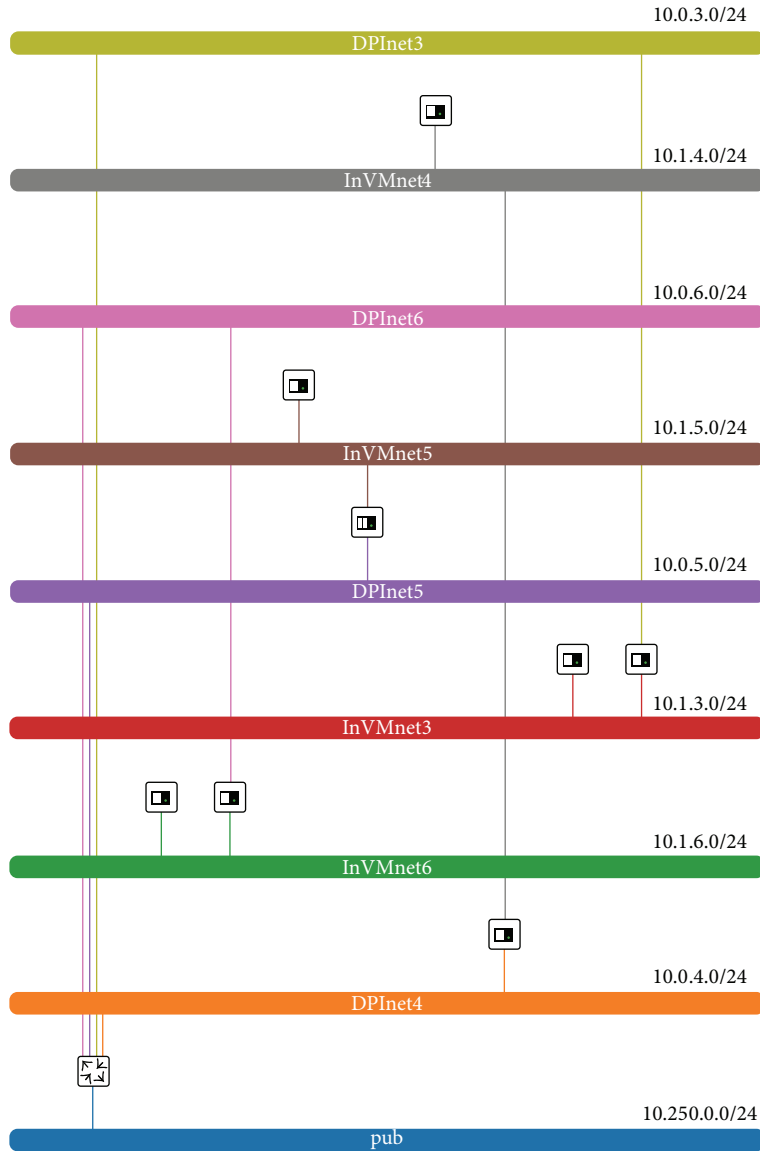 10.0.3.0/24
DPInet3
10.1.4.0/24
InVMnet4
10.0.6.0/24
DPInet6
10.1.5.0/24
InVMnet5
10.0.5.0/24
DPInet5
10.1.3.0/24
InVMnet3
10.1.6.0/24
InVMnet6
10.0.4.0/24
DPInet4
10.250.0.0/24
pub